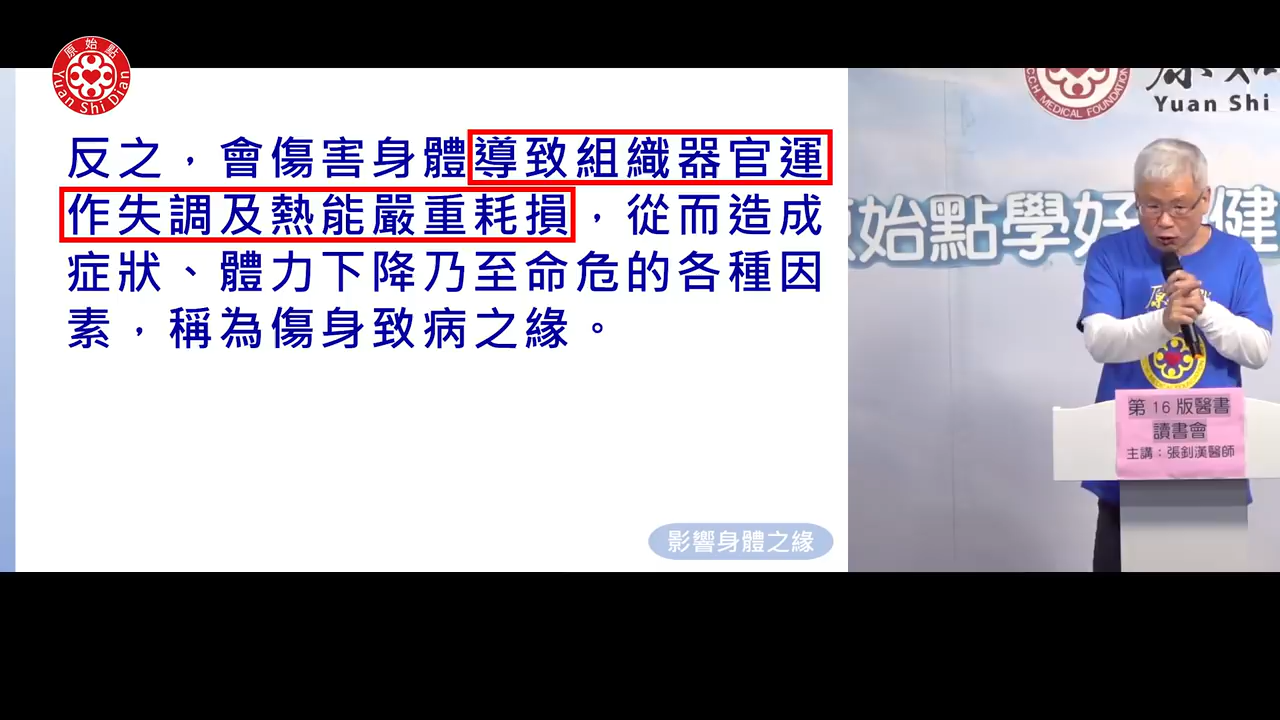 原始點
Yuan Shi Dian
反之，會傷害身體導致組織器官運
作失調及熱能嚴重耗損，從而造成
症狀、體力下降乃至命危的各種因
素，稱為傷身致病之緣。
影響身體之緣
MEDICAL FOUNDATION
Yuan Shi
始點學好
健
第16版醫書
讀書會
主講：張釗漢醫師